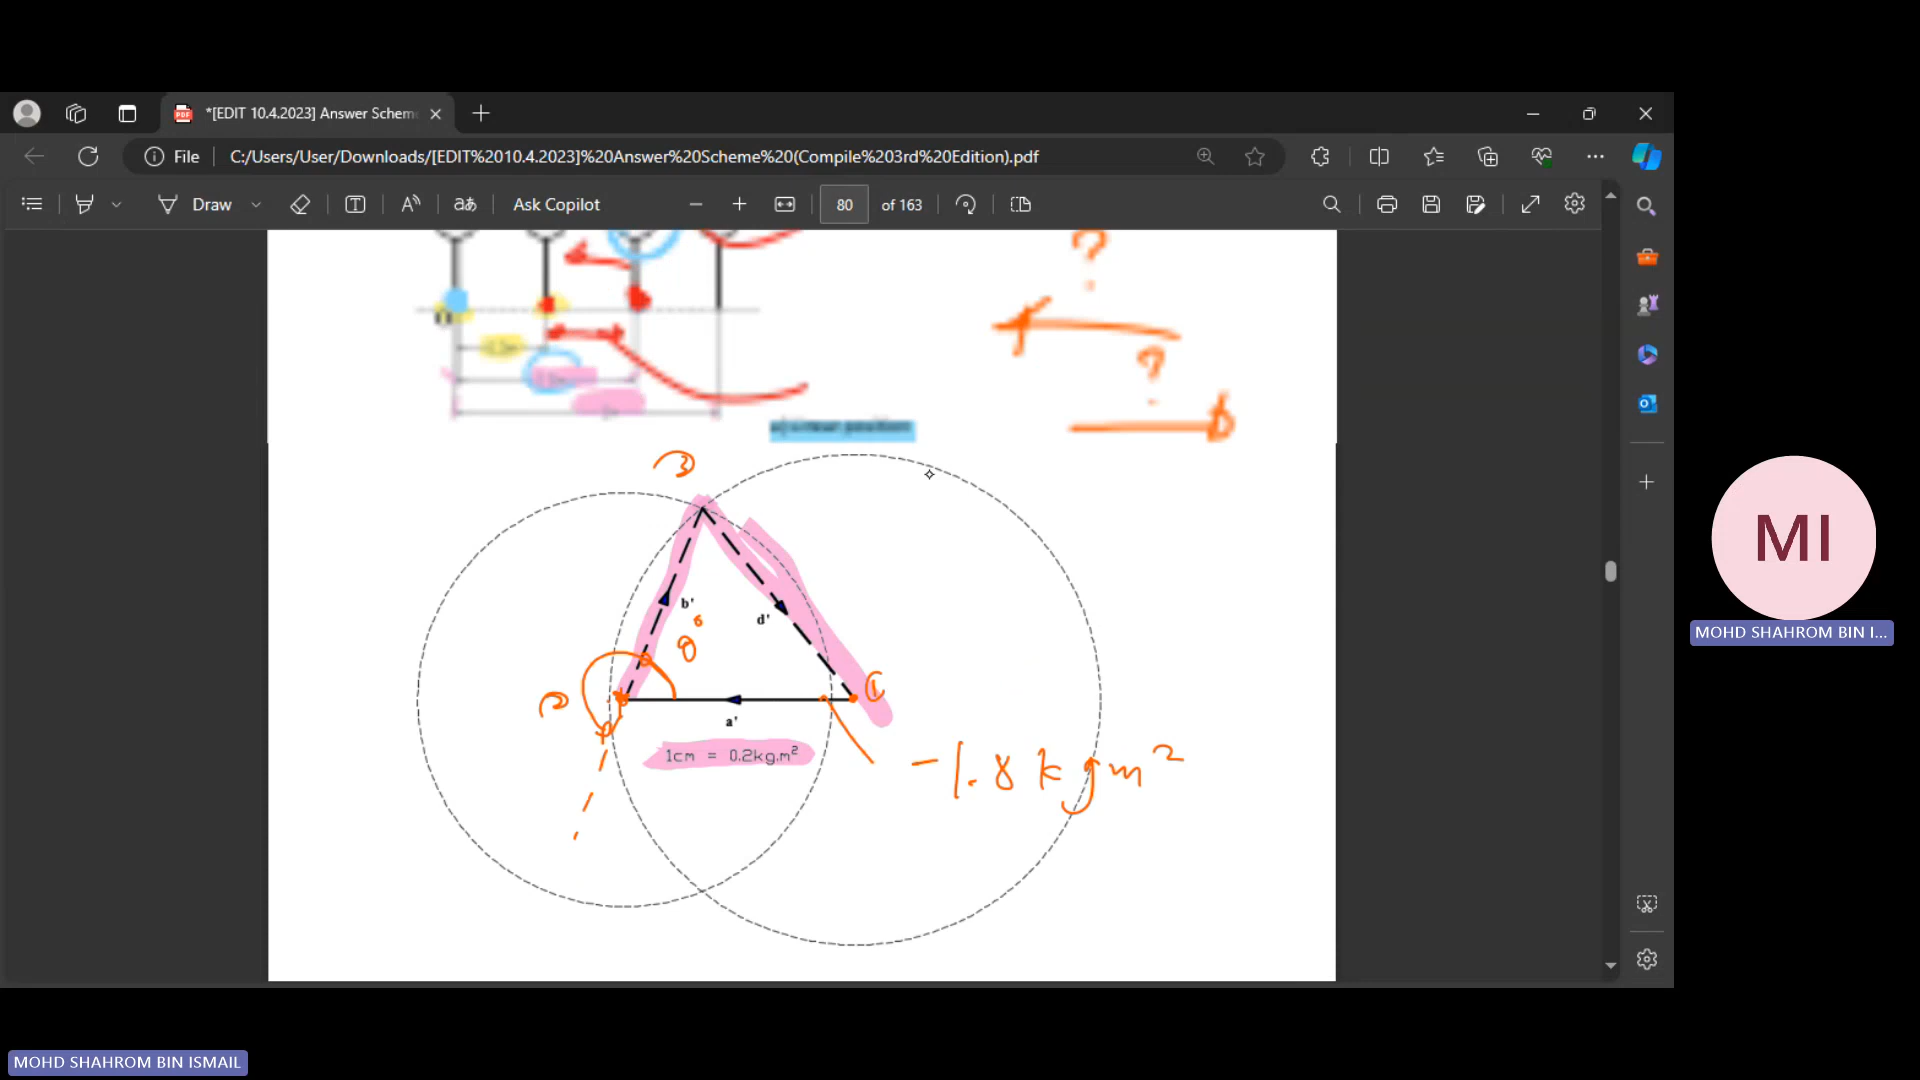 *[EDIT 10.4.2023] Answer Schem
File
C:/Users/User/Downloads/[EDIT%2010.4.2023]%20Answer%20Scheme%20(Compile%203rd%20Edition).pdf
Draw
Ask Copilot
80
of 163
?
?
3
b'
θ°
d'
2
1
a'
1cm = 0.2kg.m²
-1.8 kgm²
MI
MOHD SHAHROM BIN I...
MOHD SHAHROM BIN ISMAIL